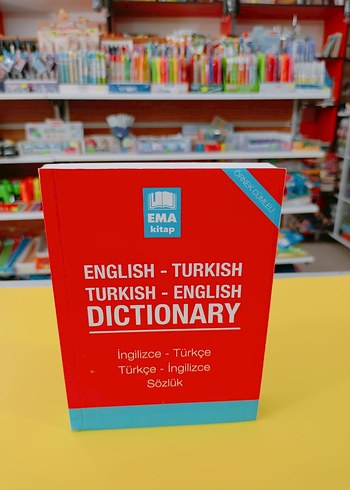 ÖRNEK CÜMLELİ
EMA
kitap
ENGLISH - TURKISH
TURKISH - ENGLISH
DICTIONARY
İngilizce - Türkçe
Türkçe - İngilizce
Sözlük